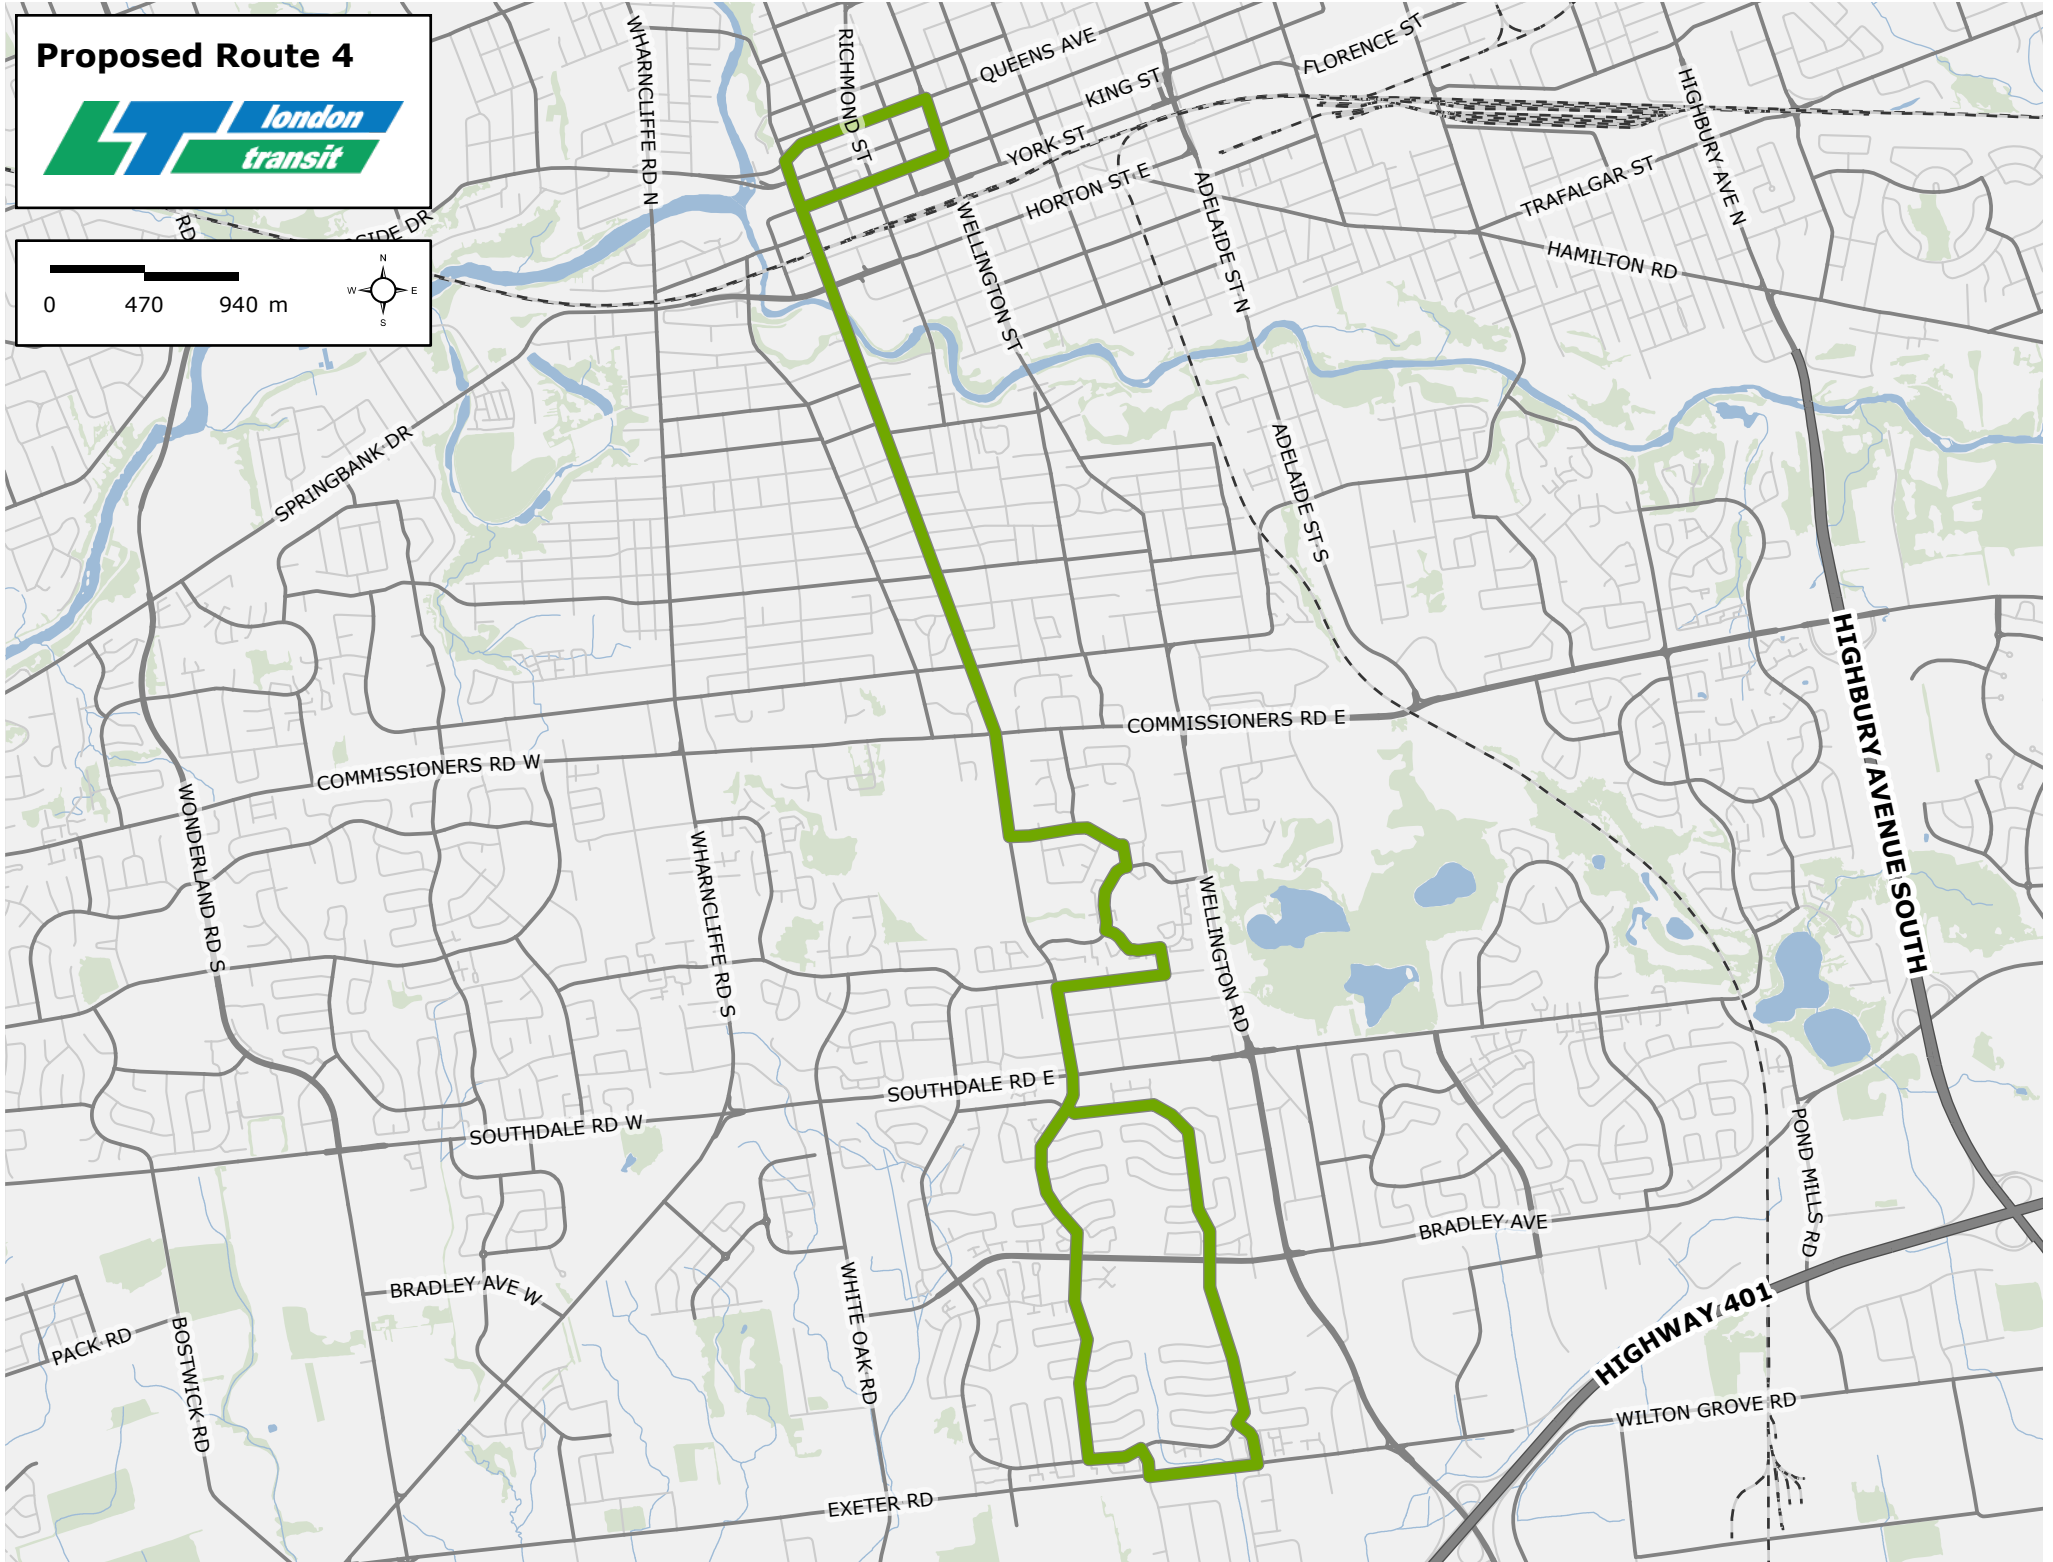 Proposed Route 4
london
transit
0 470 940 m
N
W E
S
RD
SIDE DR
WHARNCLIFFE RD N
RICHMOND ST
QUEENS AVE
KING ST
YORK ST
HORTON ST E
FLORENCE ST
HIGHBURY AVE N
TRAFALGAR ST
HAMILTON RD
ADELAIDE ST N
WELLINGTON ST
SPRINGBANK DR
ADELAIDE ST S
HIGHBURY AVENUE SOUTH
COMMISSIONERS RD E
COMMISSIONERS RD W
WONDERLAND RD S
WHARNCLIFFE RD S
WELLINGTON RD
SOUTHDALE RD E
SOUTHDALE RD W
POND MILLS RD
BRADLEY AVE
BRADLEY AVE W
WHITE OAK RD
PACK RD
BOSTWICK RD
HIGHWAY 401
WILTON GROVE RD
EXETER RD